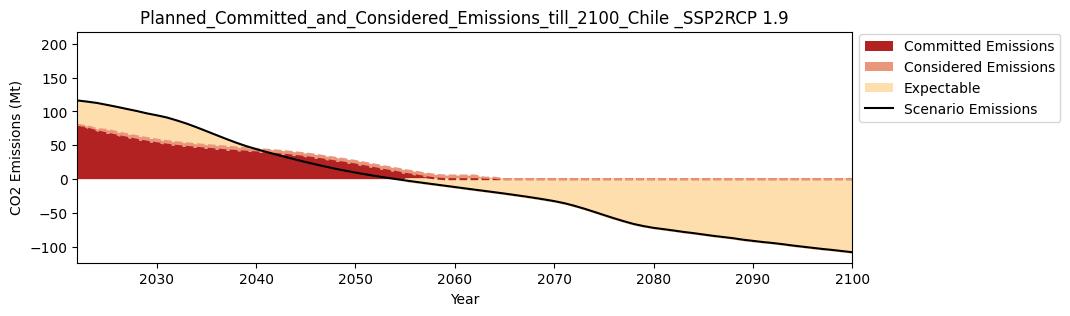 Planned_Committed_and_Considered_Emissions_till_2100_Chile _SSP2RCP 1.9
200
150
100
50
0
−50
−100
CO2 Emissions (Mt)
2030 2040 2050 2060 2070 2080 2090 2100
Year
Committed Emissions
Considered Emissions
Expectable
Scenario Emissions